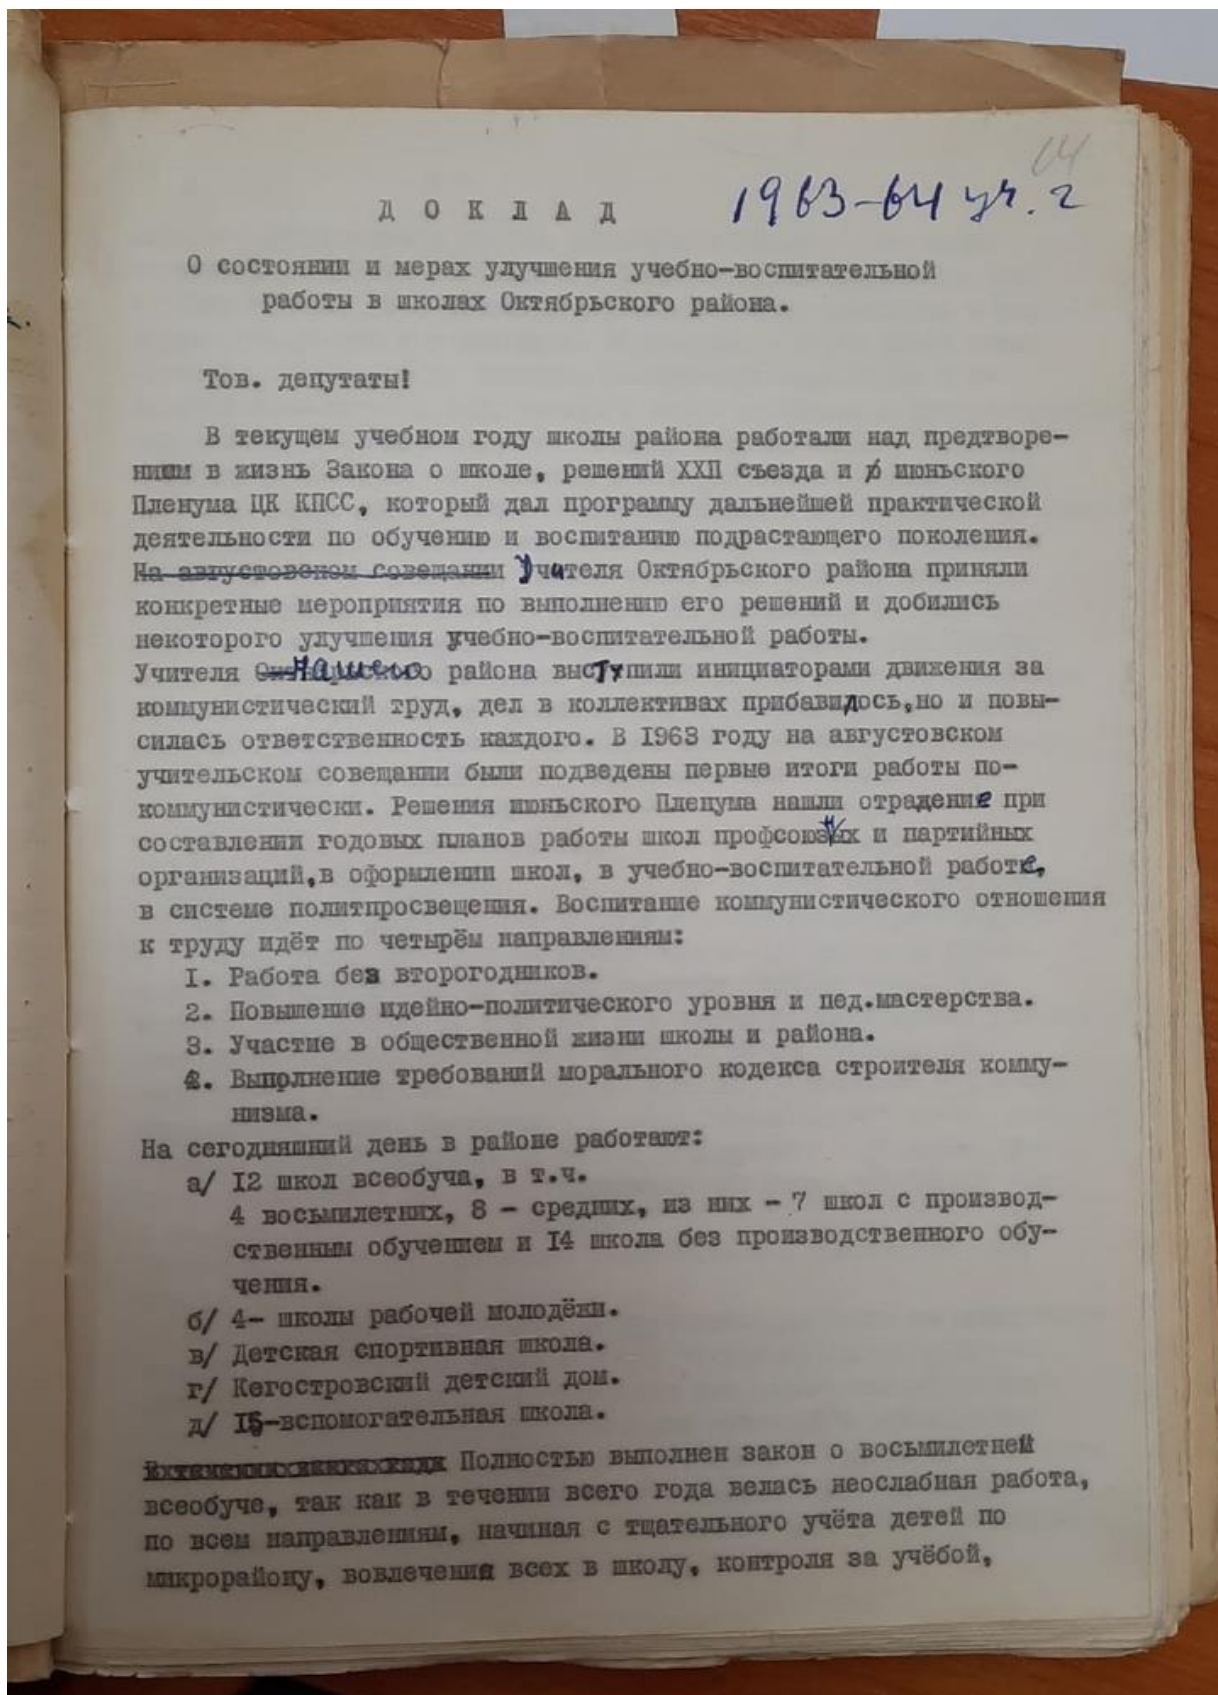 14
Д О К Л А Д 1963-64 уч. г
О состоянии и мерах улучшения учебно-воспитательной
работы в школах Октябрьского района.
Тов. депутаты!
В текущем учебном году школы района работали над предтворе-
нием в жизнь Закона о школе, решений ХХП съезда и июньского
Пленума ЦК КПСС, который дал программу дальнейшей практической
деятельности по обучению и воспитанию подрастающего поколения.
На августовском совещании Учителя Октябрьского района приняли
конкретные мероприятия по выполнению его решений и добились
некоторого улучшения учебно-воспитательной работы.
Учителя нашего района выступили инициаторами движения за
коммунистический труд, дел в коллективах прибавилось,но и повы-
силась ответственность каждого. В I963 году на августовском
учительском совещании были подведены первые итоги работы по-
коммунистически. Решения июньского Пленума нашли отрадение при
составлении годовых планов работы школ профсоюзных и партийных
организаций,в оформлении школ, в учебно-воспитательной работе,
в системе политпросвещения. Воспитание коммунистического отношения
к труду идёт по четырём направлениям:
I. Работа без второгодников.
2. Повышение идейно-политического уровня и пед.мастерства.
3. Участие в общественной жизни школы и района.
4. Выполнение требований морального кодекса строителя комму-
низма.
На сегодняшний день в районе работают:
а/ I2 школ всеобуча, в т.ч.
4 восьмилетних, 8 - средних, из них - 7 школ с производ-
ственным обучением и I4 школа без производственного обу-
чения.
б/ 4- школы рабочей молодёжи.
в/ Детская спортивная школа.
г/ Кегостровский детский дом.
д/ I5-вспомогательная школа.
Полностью выполнен закон о восьмилетней
всеобуче, так как в течении всего года велась неослабная работа,
по всем направлениям, начиная с тщательного учёта детей по
микрорайону, вовлечения всех в школу, контроля за учёбой,